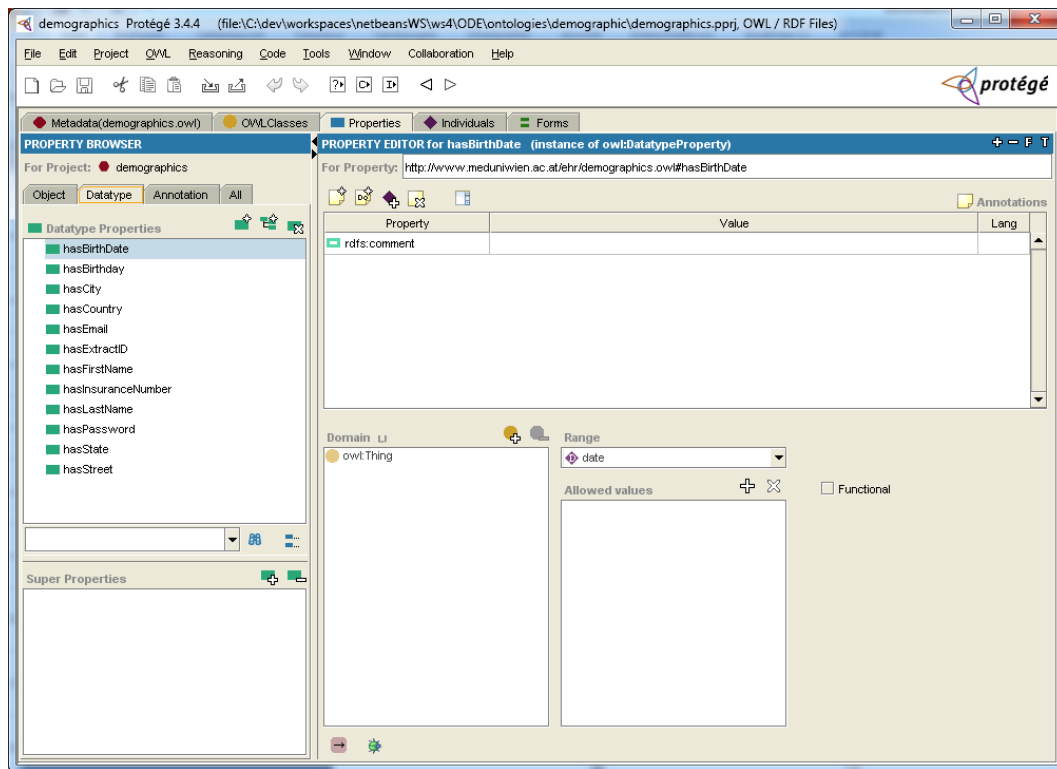 demographics Protégé 3.4.4 (file:\C:\dev\workspaces\netbeansWS\ws4\ODE\ontologies\demographic\demographics.pprj, OWL / RDF Files)
File Edit Project OWL Reasoning Code Tools Window Collaboration Help
protégé
Metadata(demographics.owl) OWLClasses Properties Individuals Forms
PROPERTY BROWSER
For Project: demographics
Object Datatype Annotation All
Datatype Properties
hasBirthDate
hasBirthday
hasCity
hasCountry
hasEmail
hasExtractID
hasFirstName
hasInsuranceNumber
hasLastName
hasPassword
hasState
hasStreet
Super Properties
PROPERTY EDITOR for hasBirthDate (instance of owl:DatatypeProperty) F T
For Property: http://www.meduniwien.ac.at/ehr/demographics.owl#hasBirthDate
Annotations
Property Value Lang
rdfs:comment
Domain Range
owl:Thing date
Allowed values Functional